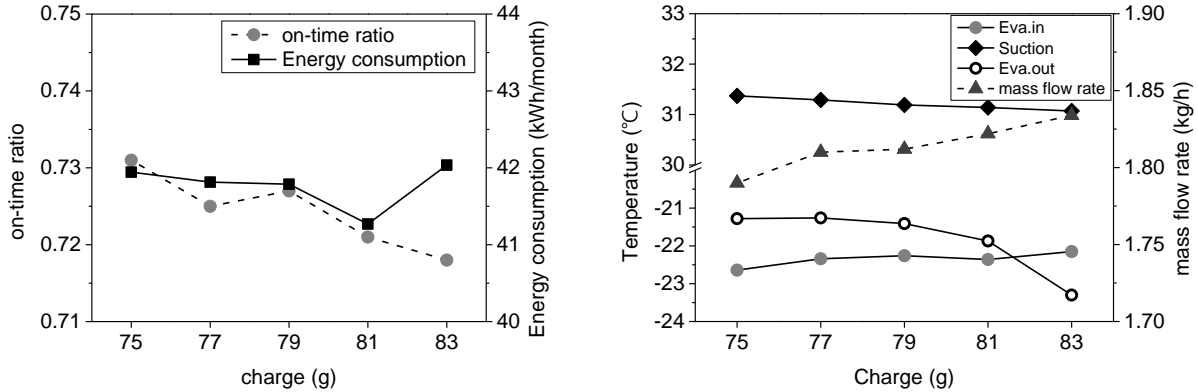 on-time ratio
Energy consumption
0.75
0.74
0.73
0.72
0.71
on-time ratio
44
43
42
41
40
Energy consumption (kWh/month)
75 77 79 81 83
charge (g)
Eva.in
Suction
Eva.out
mass flow rate
33
32
31
30
-21
-22
-23
-24
Temperature (℃)
1.90
1.85
1.80
1.75
1.70
mass flow rate (kg/h)
75 77 79 81 83
Charge (g)